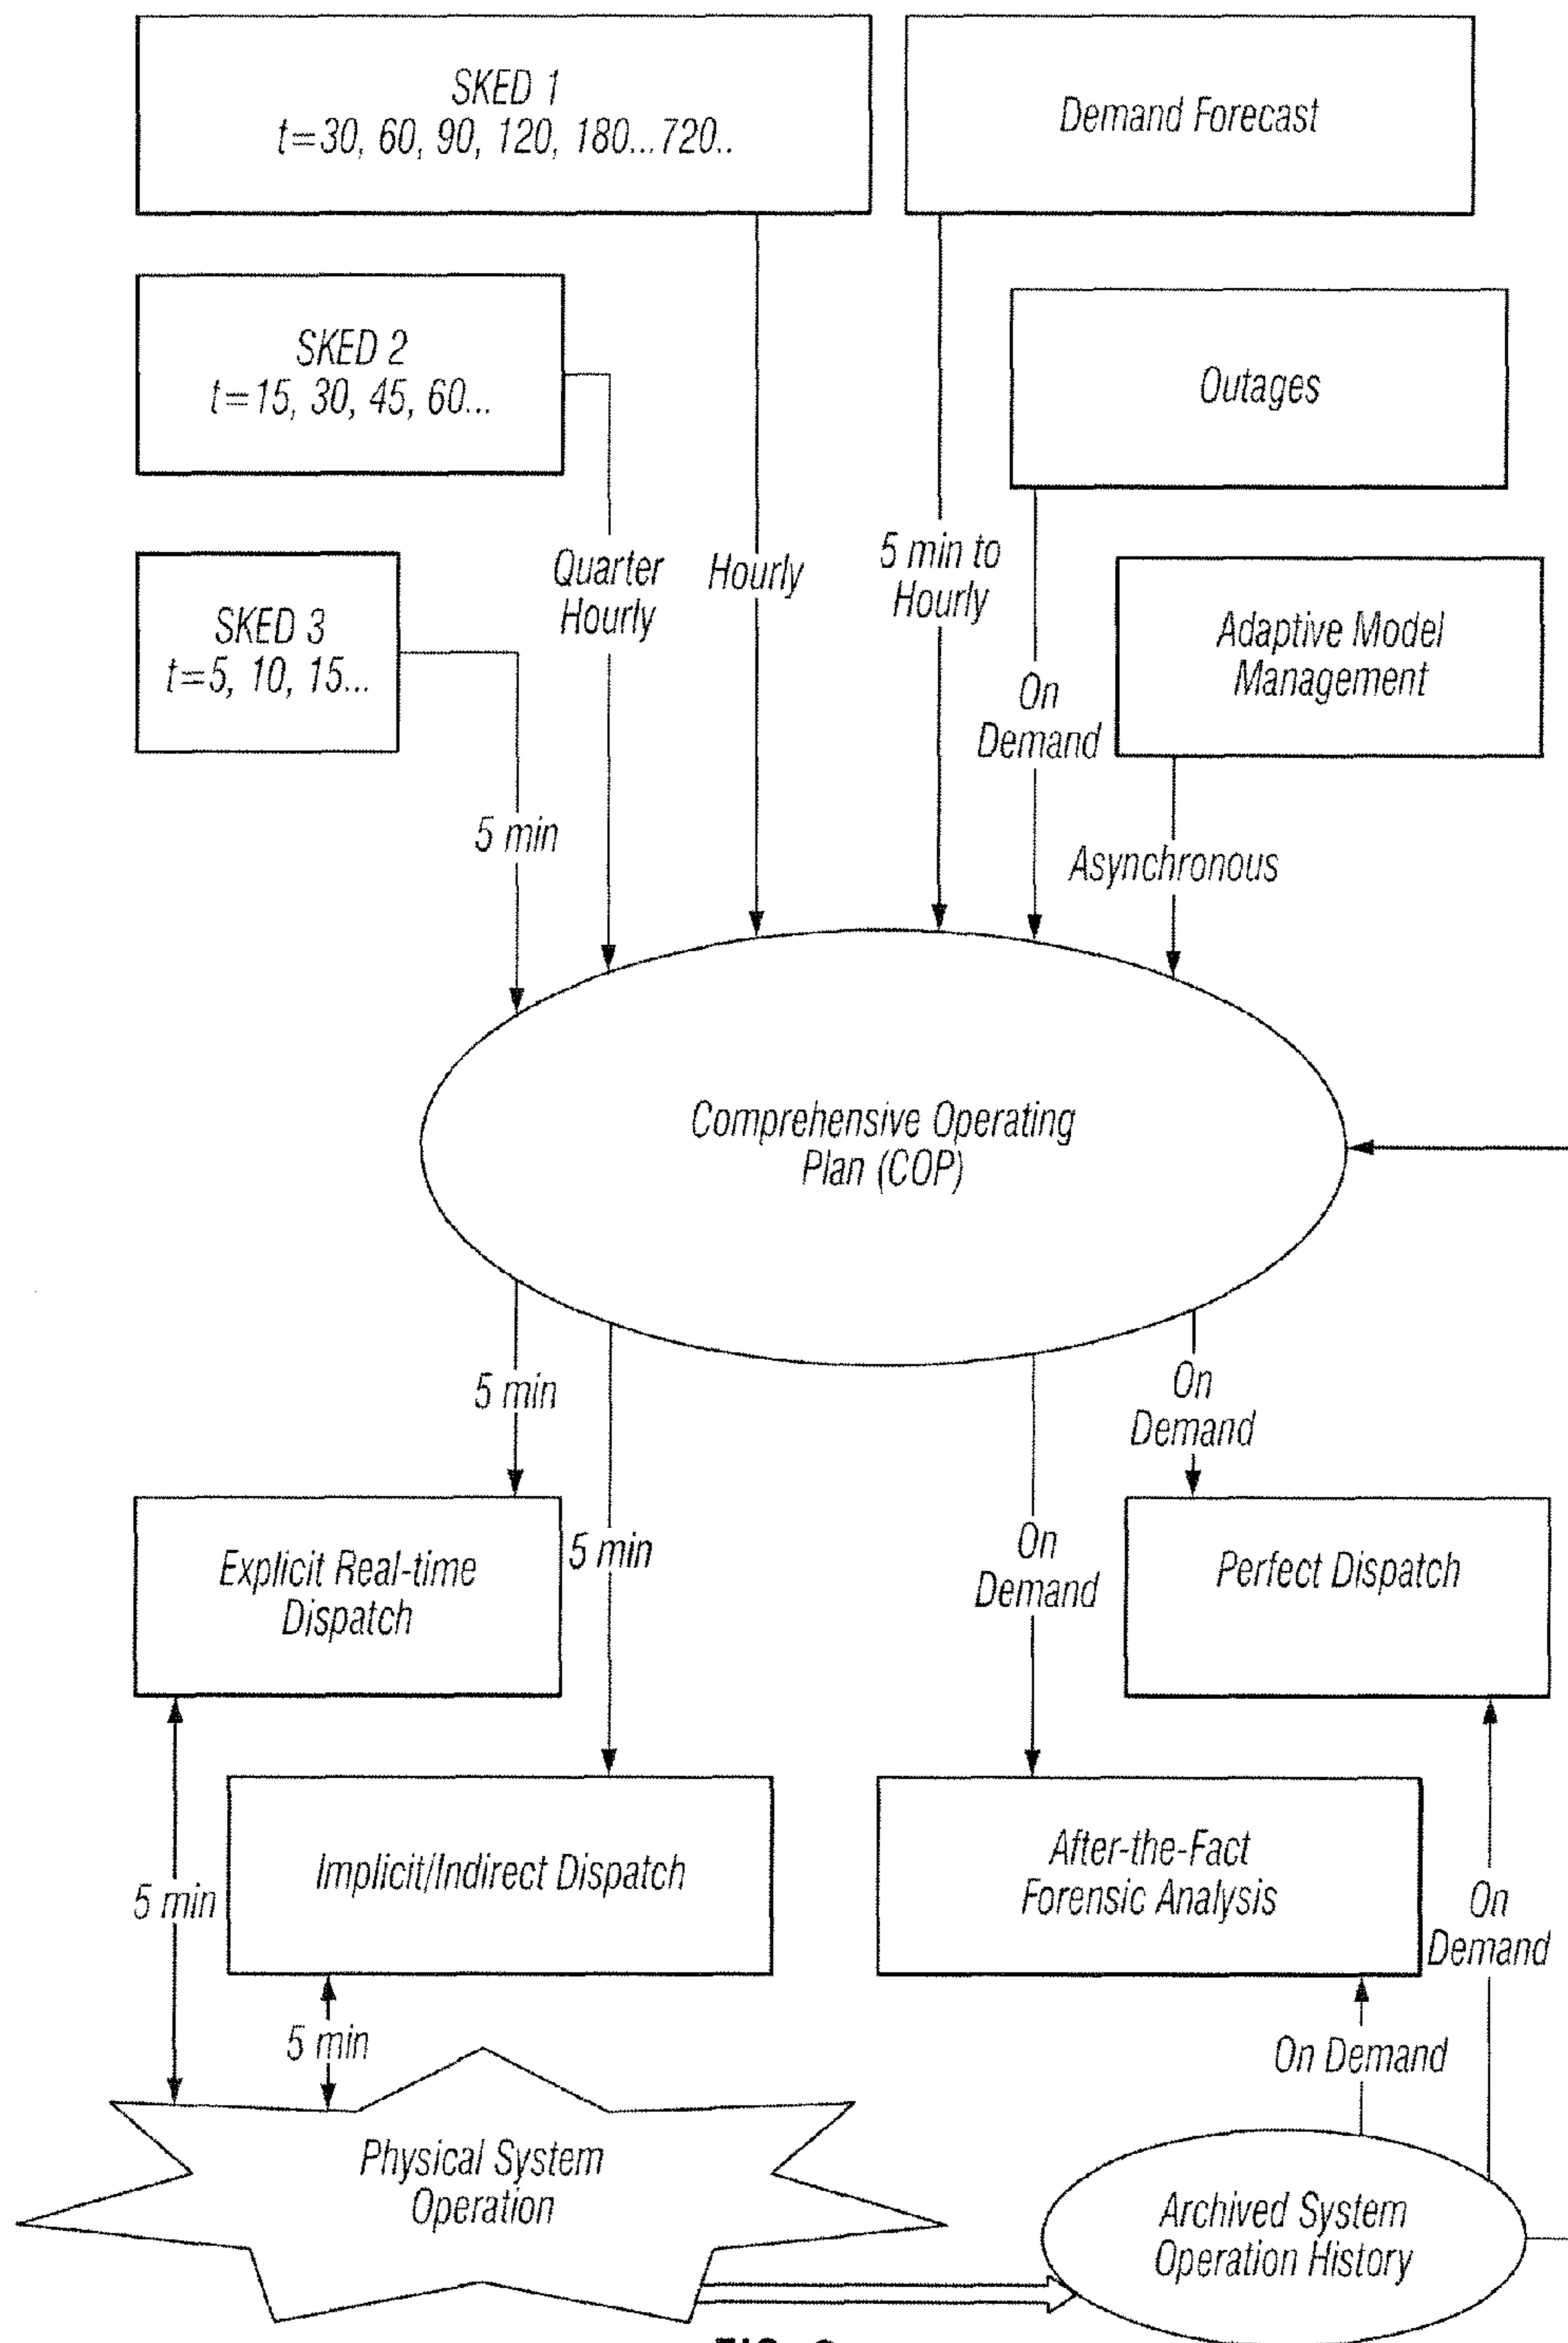 SKED 1
t=30, 60, 90, 120, 180...720..
Demand Forecast
SKED 2
t=15, 30, 45, 60...
Outages
SKED 3
t=5, 10, 15...
Quarter
Hourly
Hourly
5 min to
Hourly
On
Demand
Adaptive Model
Management
5 min
Asynchronous
Comprehensive Operating
Plan (COP)
5 min
5 min
On
Demand
On
Demand
Explicit Real-time
Dispatch
Perfect Dispatch
Implicit/Indirect Dispatch
After-the-Fact
Forensic Analysis
5 min
5 min
On Demand
On
Demand
Physical System
Operation
Archived System
Operation History